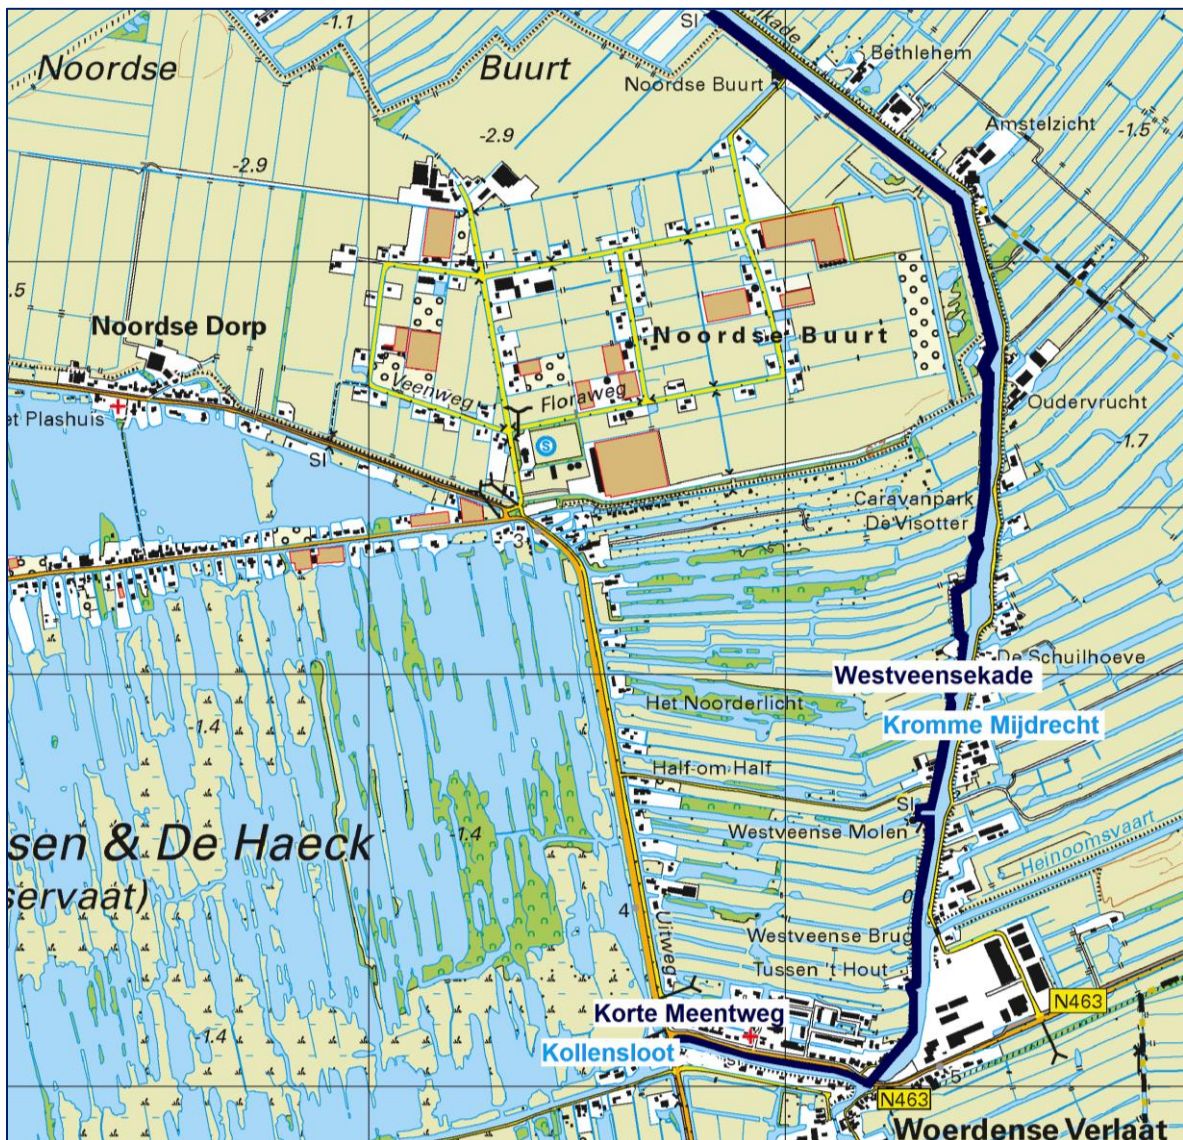 SI
-1.1
Noordse
Buurt
Bethlehem
Noordse Buurt
-2.9
Amstelzicht
-1.5
-2.9
.5
Noordse Dorp
Noordse Buurt
Veenweg
Floraweg
et Plashuis
Oudervrucht
S
-1.7
SI
Caravanpark
De Visotter
3
De Schuilhoeve
Westveensekade
Het Noorderlicht
Kromme Mijdrecht
-1.4
Half-om-Half
SI
Westveense Molen
-1.4
sen & De Haeck
Heinoomsvaart
servaat)
0
4
Uitweg
Westveense Brug
Tussen 't Hout
N463
Korte Meentweg
-1.4
Kollensloot
5
N463
Woerdense Verlaat